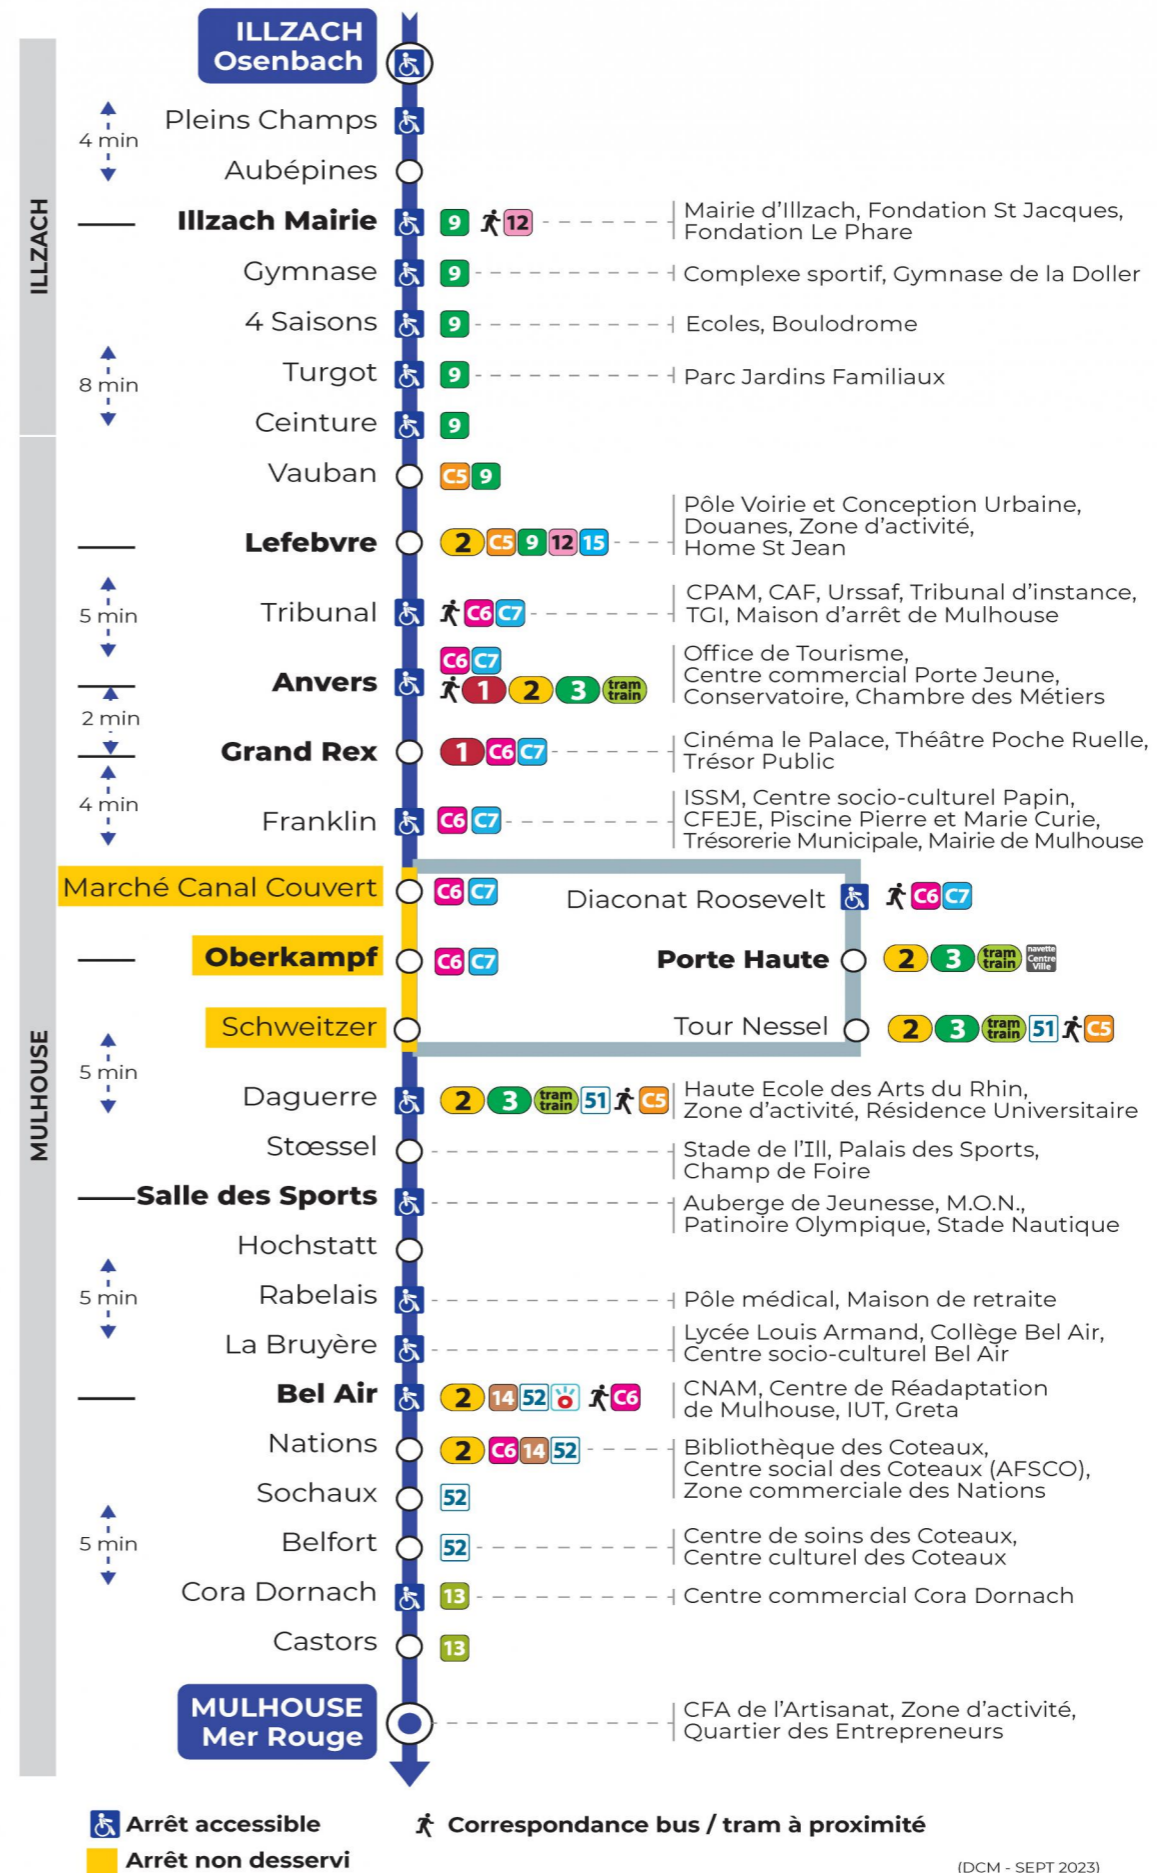 ILLZACH
Osenbach
ILLZACH
4 min
Pleins Champs
Aubépines
Illzach Mairie 9 12
Mairie d'Illzach, Fondation St Jacques,
Fondation Le Phare
Gymnase 9 Complexe sportif, Gymnase de la Doller
4 Saisons 9 Ecoles, Boulodrome
8 min
Turgot 9 Parc Jardins Familiaux
Ceinture 9
MULHOUSE
Vauban C5 9
Lefebvre 2 C5 9 12 15
Pôle Voirie et Conception Urbaine,
Douanes, Zone d'activité,
Home St Jean
5 min
Tribunal C6 C7
CPAM, CAF, Urssaf, Tribunal d'instance,
TGI, Maison d'arrêt de Mulhouse
Anvers
C6 C7
1 2 3 tram train
Office de Tourisme,
Centre commercial Porte Jeune,
Conservatoire, Chambre des Métiers
2 min
Grand Rex 1 C6 C7
Cinéma le Palace, Théâtre Poche Ruelle,
Trésor Public
4 min
Franklin C6 C7
ISSM, Centre socio-culturel Papin,
CFEJE, Piscine Pierre et Marie Curie,
Trésorerie Municipale, Mairie de Mulhouse
Marché Canal Couvert C6 C7
Diaconat Roosevelt C6 C7
Oberkampf C6 C7
Porte Haute 2 3 tram train navette Centre Ville
Schweitzer
Tour Nessel 2 3 tram train 51 C5
5 min
Daguerre 2 3 tram train 51 C5
Haute Ecole des Arts du Rhin,
Zone d'activité, Résidence Universitaire
Stœssel
Stade de l'Ill, Palais des Sports,
Champ de Foire
Salle des Sports
Auberge de Jeunesse, M.O.N.,
Patinoire Olympique, Stade Nautique
Hochstatt
5 min
Rabelais Pôle médical, Maison de retraite
La Bruyère
Lycée Louis Armand, Collège Bel Air,
Centre socio-culturel Bel Air
Bel Air 2 14 52 C6
CNAM, Centre de Réadaptation
de Mulhouse, IUT, Greta
Nations 2 C6 14 52
Bibliothèque des Coteaux,
Centre social des Coteaux (AFSCO),
Zone commerciale des Nations
Sochaux 52
5 min
Belfort 52
Centre de soins des Coteaux,
Centre culturel des Coteaux
Cora Dornach 13 Centre commercial Cora Dornach
Castors 13
MULHOUSE
Mer Rouge
CFA de l'Artisanat, Zone d'activité,
Quartier des Entrepreneurs
Arrêt accessible
Correspondance bus / tram à proximité
Arrêt non desservi
(DCM - SEPT 2023)